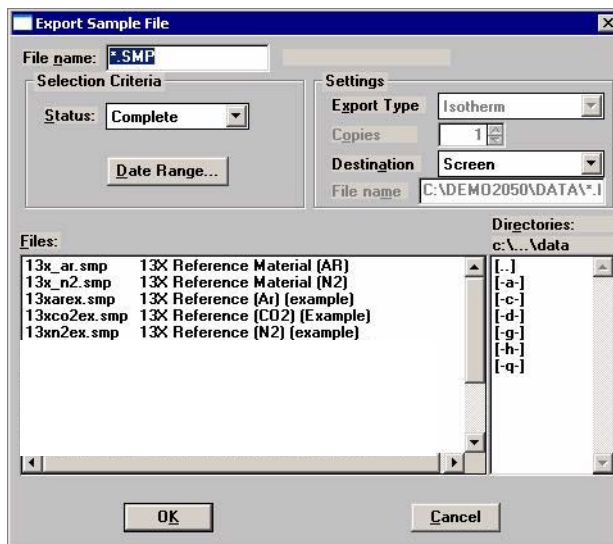 Export Sample File
File name: *.SMP
Selection Criteria
Status: Complete
Date Range...
Settings
Export Type Isotherm
Copies 1
Destination Screen
File name C:\DEMO2050\DATA\*.I
Files:
13x_ar.smp 13X Reference Material (AR)
13x_n2.smp 13X Reference Material (N2)
13xarex.smp 13X Reference (Ar) (example)
13xco2ex.smp 13X Reference (CO2) (Example)
13xn2ex.smp 13X Reference (N2) (example)
Directories:
c:\...\data
[..]
[-a-]
[-c-]
[-d-]
[-g-]
[-h-]
[-q-]
OK
Cancel